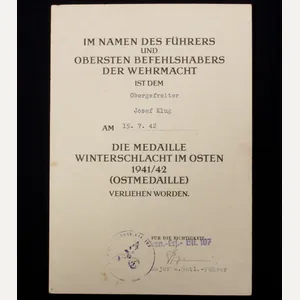 IM NAMEN DES FÜHRERS
UND
OBERSTEN BEFEHLSHABERS
DER WEHRMACHT
IST DEM
Obergefreiter
Josef Klug
AM 15. 7. 42
DIE MEDAILLE
WINTERSCHLACHT IM OSTEN
1941/42
(OSTMEDAILLE)
VERLIEHEN WORDEN.
FÜR DIE RICHTIGKEIT